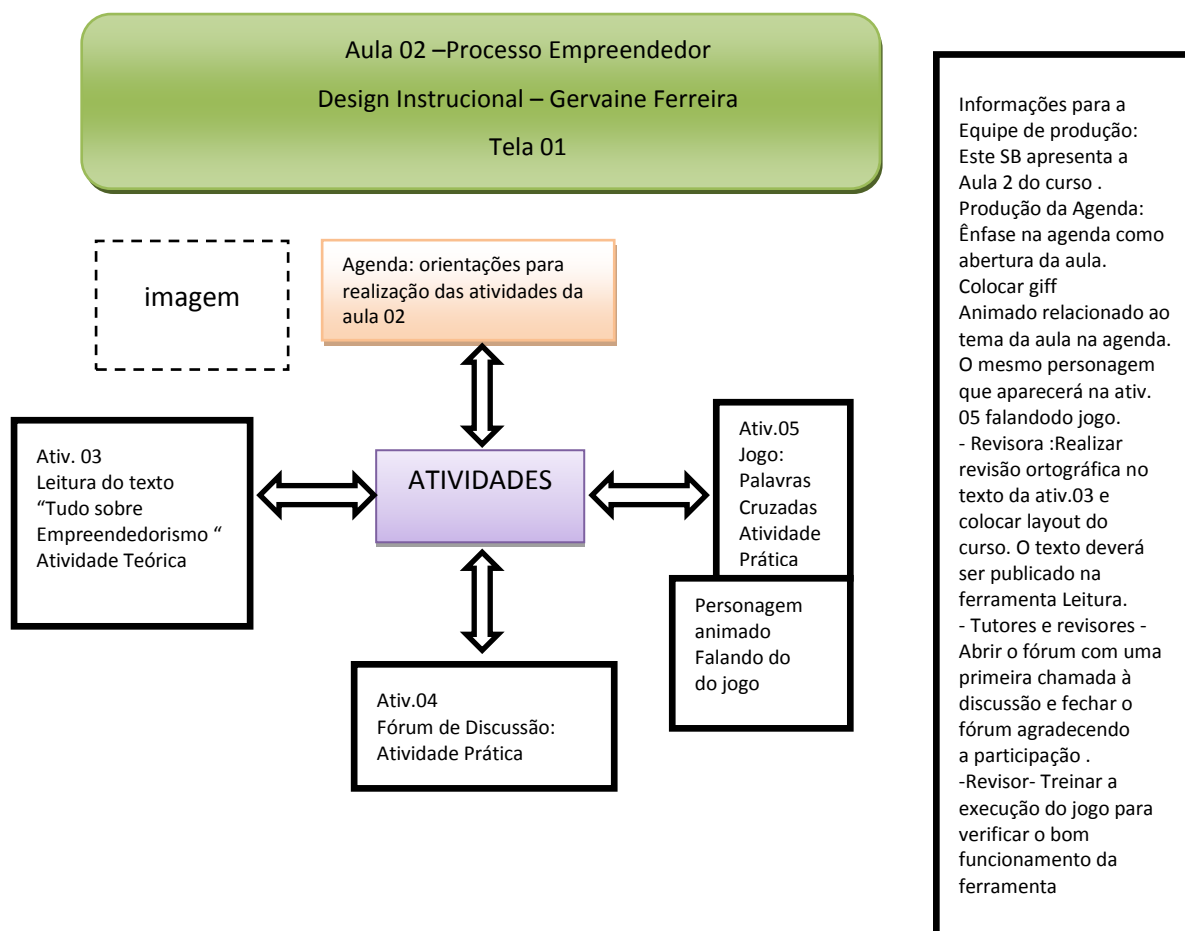 Aula 02 –Processo Empreendedor
Design Instrucional – Gervaine Ferreira
Tela 01
imagem
Agenda: orientações para
realização das atividades da
aula 02
Ativ. 03
Leitura do texto
“Tudo sobre
Empreendedorismo “
Atividade Teórica
ATIVIDADES
Ativ.05
Jogo:
Palavras
Cruzadas
Atividade
Prática
Personagem
animado
Falando do
do jogo
Ativ.04
Fórum de Discussão:
Atividade Prática
Informações para a
Equipe de produção:
Este SB apresenta a
Aula 2 do curso .
Produção da Agenda:
Ênfase na agenda como
abertura da aula.
Colocar giff
Animado relacionado ao
tema da aula na agenda.
O mesmo personagem
que aparecerá na ativ.
05 falandodo jogo.
- Revisora :Realizar
revisão ortográfica no
texto da ativ.03 e
colocar layout do
curso. O texto deverá
ser publicado na
ferramenta Leitura.
- Tutores e revisores -
Abrir o fórum com uma
primeira chamada à
discussão e fechar o
fórum agradecendo
a participação .
-Revisor- Treinar a
execução do jogo para
verificar o bom
funcionamento da
ferramenta